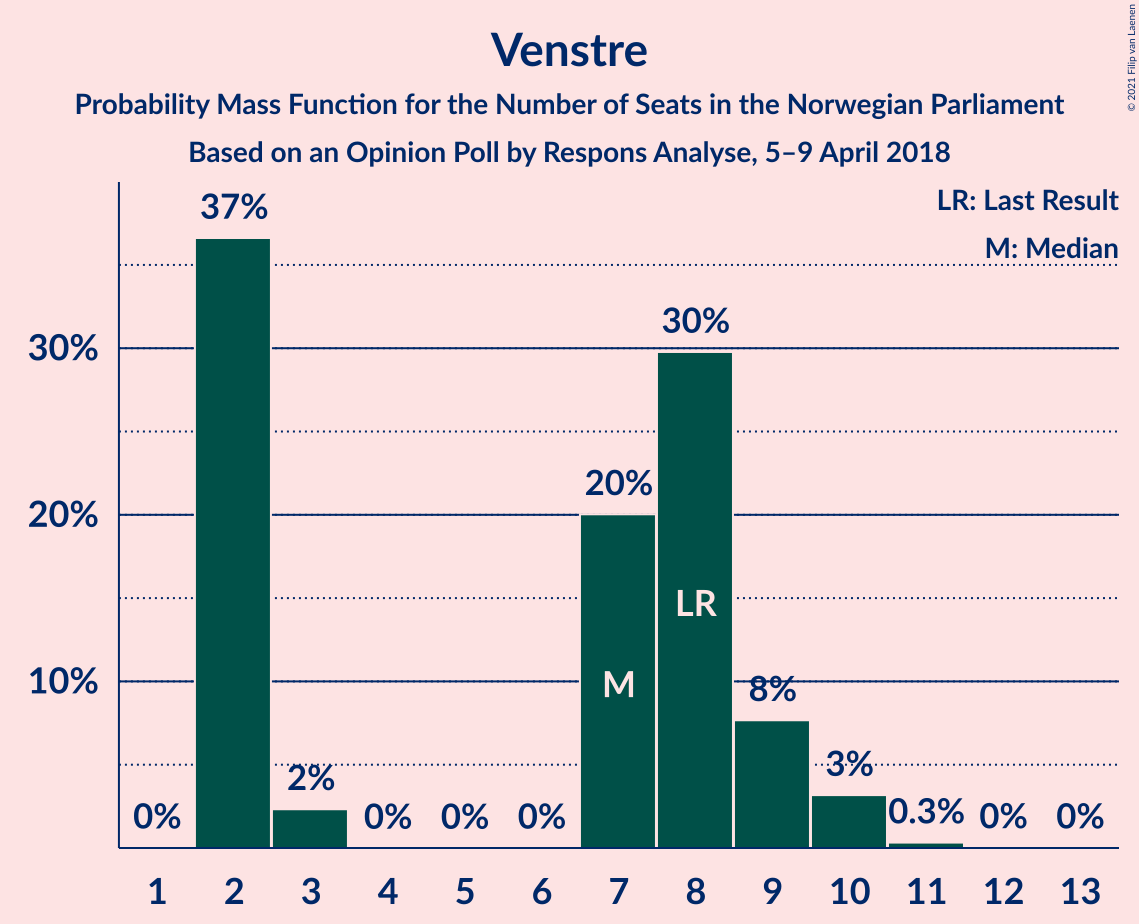 Venstre
Probability Mass Function for the Number of Seats in the Norwegian Parliament
Based on an Opinion Poll by Respons Analyse, 5–9 April 2018
© 2021 Filip van Laenen
LR: Last Result
M: Median
37%
30%
30%
20%
20%
LR
M
10%
8%
3%
2%
0%
0%
0%
0%
0.3%
0%
0%
1 2 3 4 5 6 7 8 9 10 11 12 13